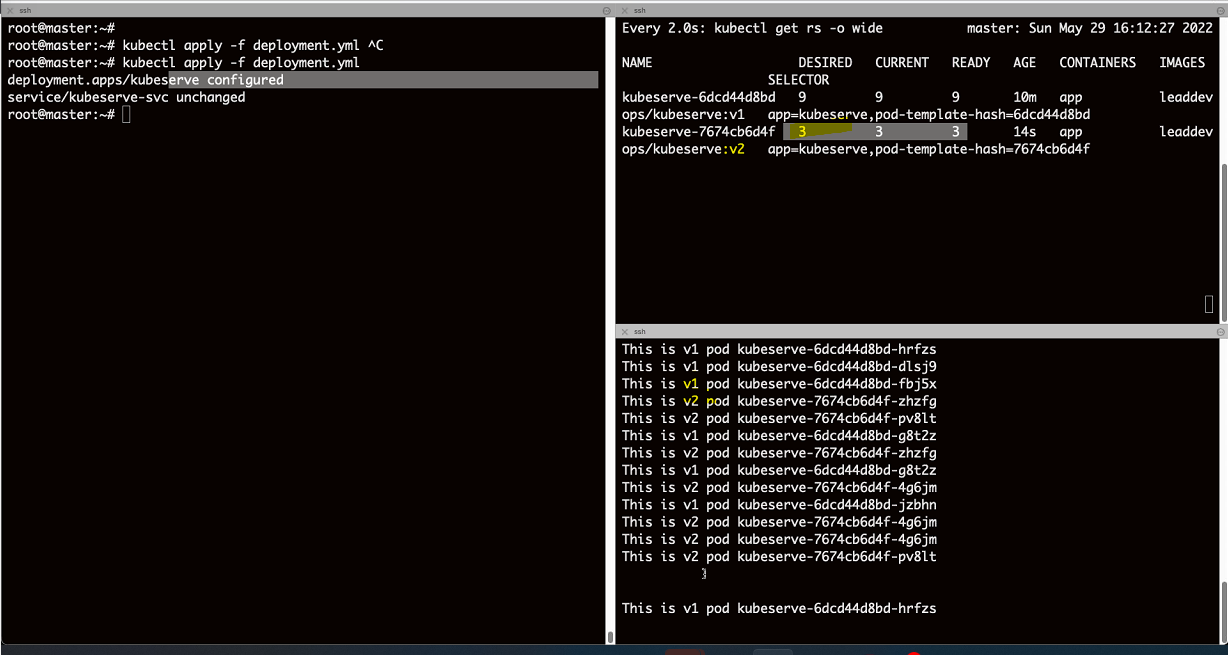 ssh
root@master:~#
root@master:~# kubectl apply -f deployment.yml ^C
root@master:~# kubectl apply -f deployment.yml
deployment.apps/kubeserve configured
service/kubeserve-svc unchanged
root@master:~#
ssh
Every 2.0s: kubectl get rs -o wide master: Sun May 29 16:12:27 2022
NAME DESIRED CURRENT READY AGE CONTAINERS IMAGES
SELECTOR
kubeserve-6dcd44d8bd 9 9 9 10m app leaddev
ops/kubeserve:v1 app=kubeserve,pod-template-hash=6dcd44d8bd
kubeserve-7674cb6d4f 3 3 3 14s app leaddev
ops/kubeserve:v2 app=kubeserve,pod-template-hash=7674cb6d4f
ssh
This is v1 pod kubeserve-6dcd44d8bd-hrfzs
This is v1 pod kubeserve-6dcd44d8bd-dlsj9
This is v1 pod kubeserve-6dcd44d8bd-fbj5x
This is v2 pod kubeserve-7674cb6d4f-zhzfg
This is v2 pod kubeserve-7674cb6d4f-pv8lt
This is v1 pod kubeserve-6dcd44d8bd-g8t2z
This is v2 pod kubeserve-7674cb6d4f-zhzfg
This is v1 pod kubeserve-6dcd44d8bd-g8t2z
This is v2 pod kubeserve-7674cb6d4f-4g6jm
This is v1 pod kubeserve-6dcd44d8bd-jzbhn
This is v2 pod kubeserve-7674cb6d4f-4g6jm
This is v2 pod kubeserve-7674cb6d4f-4g6jm
This is v2 pod kubeserve-7674cb6d4f-pv8lt
This is v1 pod kubeserve-6dcd44d8bd-hrfzs